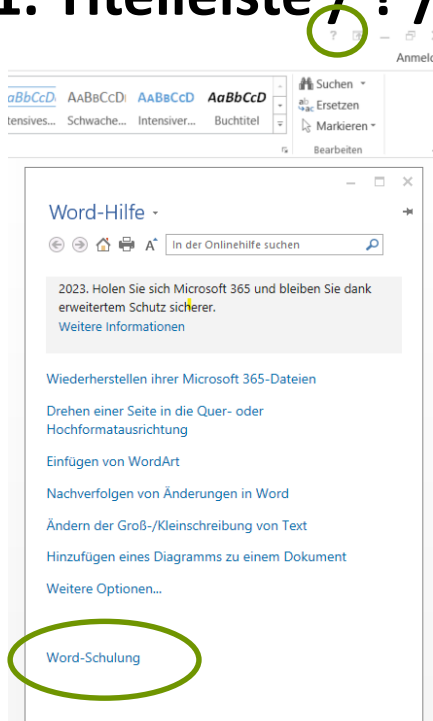 1. Titelleiste / ? /
?
Anmeld
aBbCcD AABBCCD AABBCCD AaBbCcD
tensives... Schwache... Intensiver... Buchtitel
Suchen
Ersetzen
Markieren
Bearbeiten
Word-Hilfe
A
In der Onlinehilfe suchen
2023. Holen Sie sich Microsoft 365 und bleiben Sie dank
erweitertem Schutz sicherer.
Weitere Informationen
Wiederherstellen ihrer Microsoft 365-Dateien
Drehen einer Seite in die Quer- oder
Hochformatausrichtung
Einfügen von WordArt
Nachverfolgen von Änderungen in Word
Ändern der Groß-/Kleinschreibung von Text
Hinzufügen eines Diagramms zu einem Dokument
Weitere Optionen...
Word-Schulung